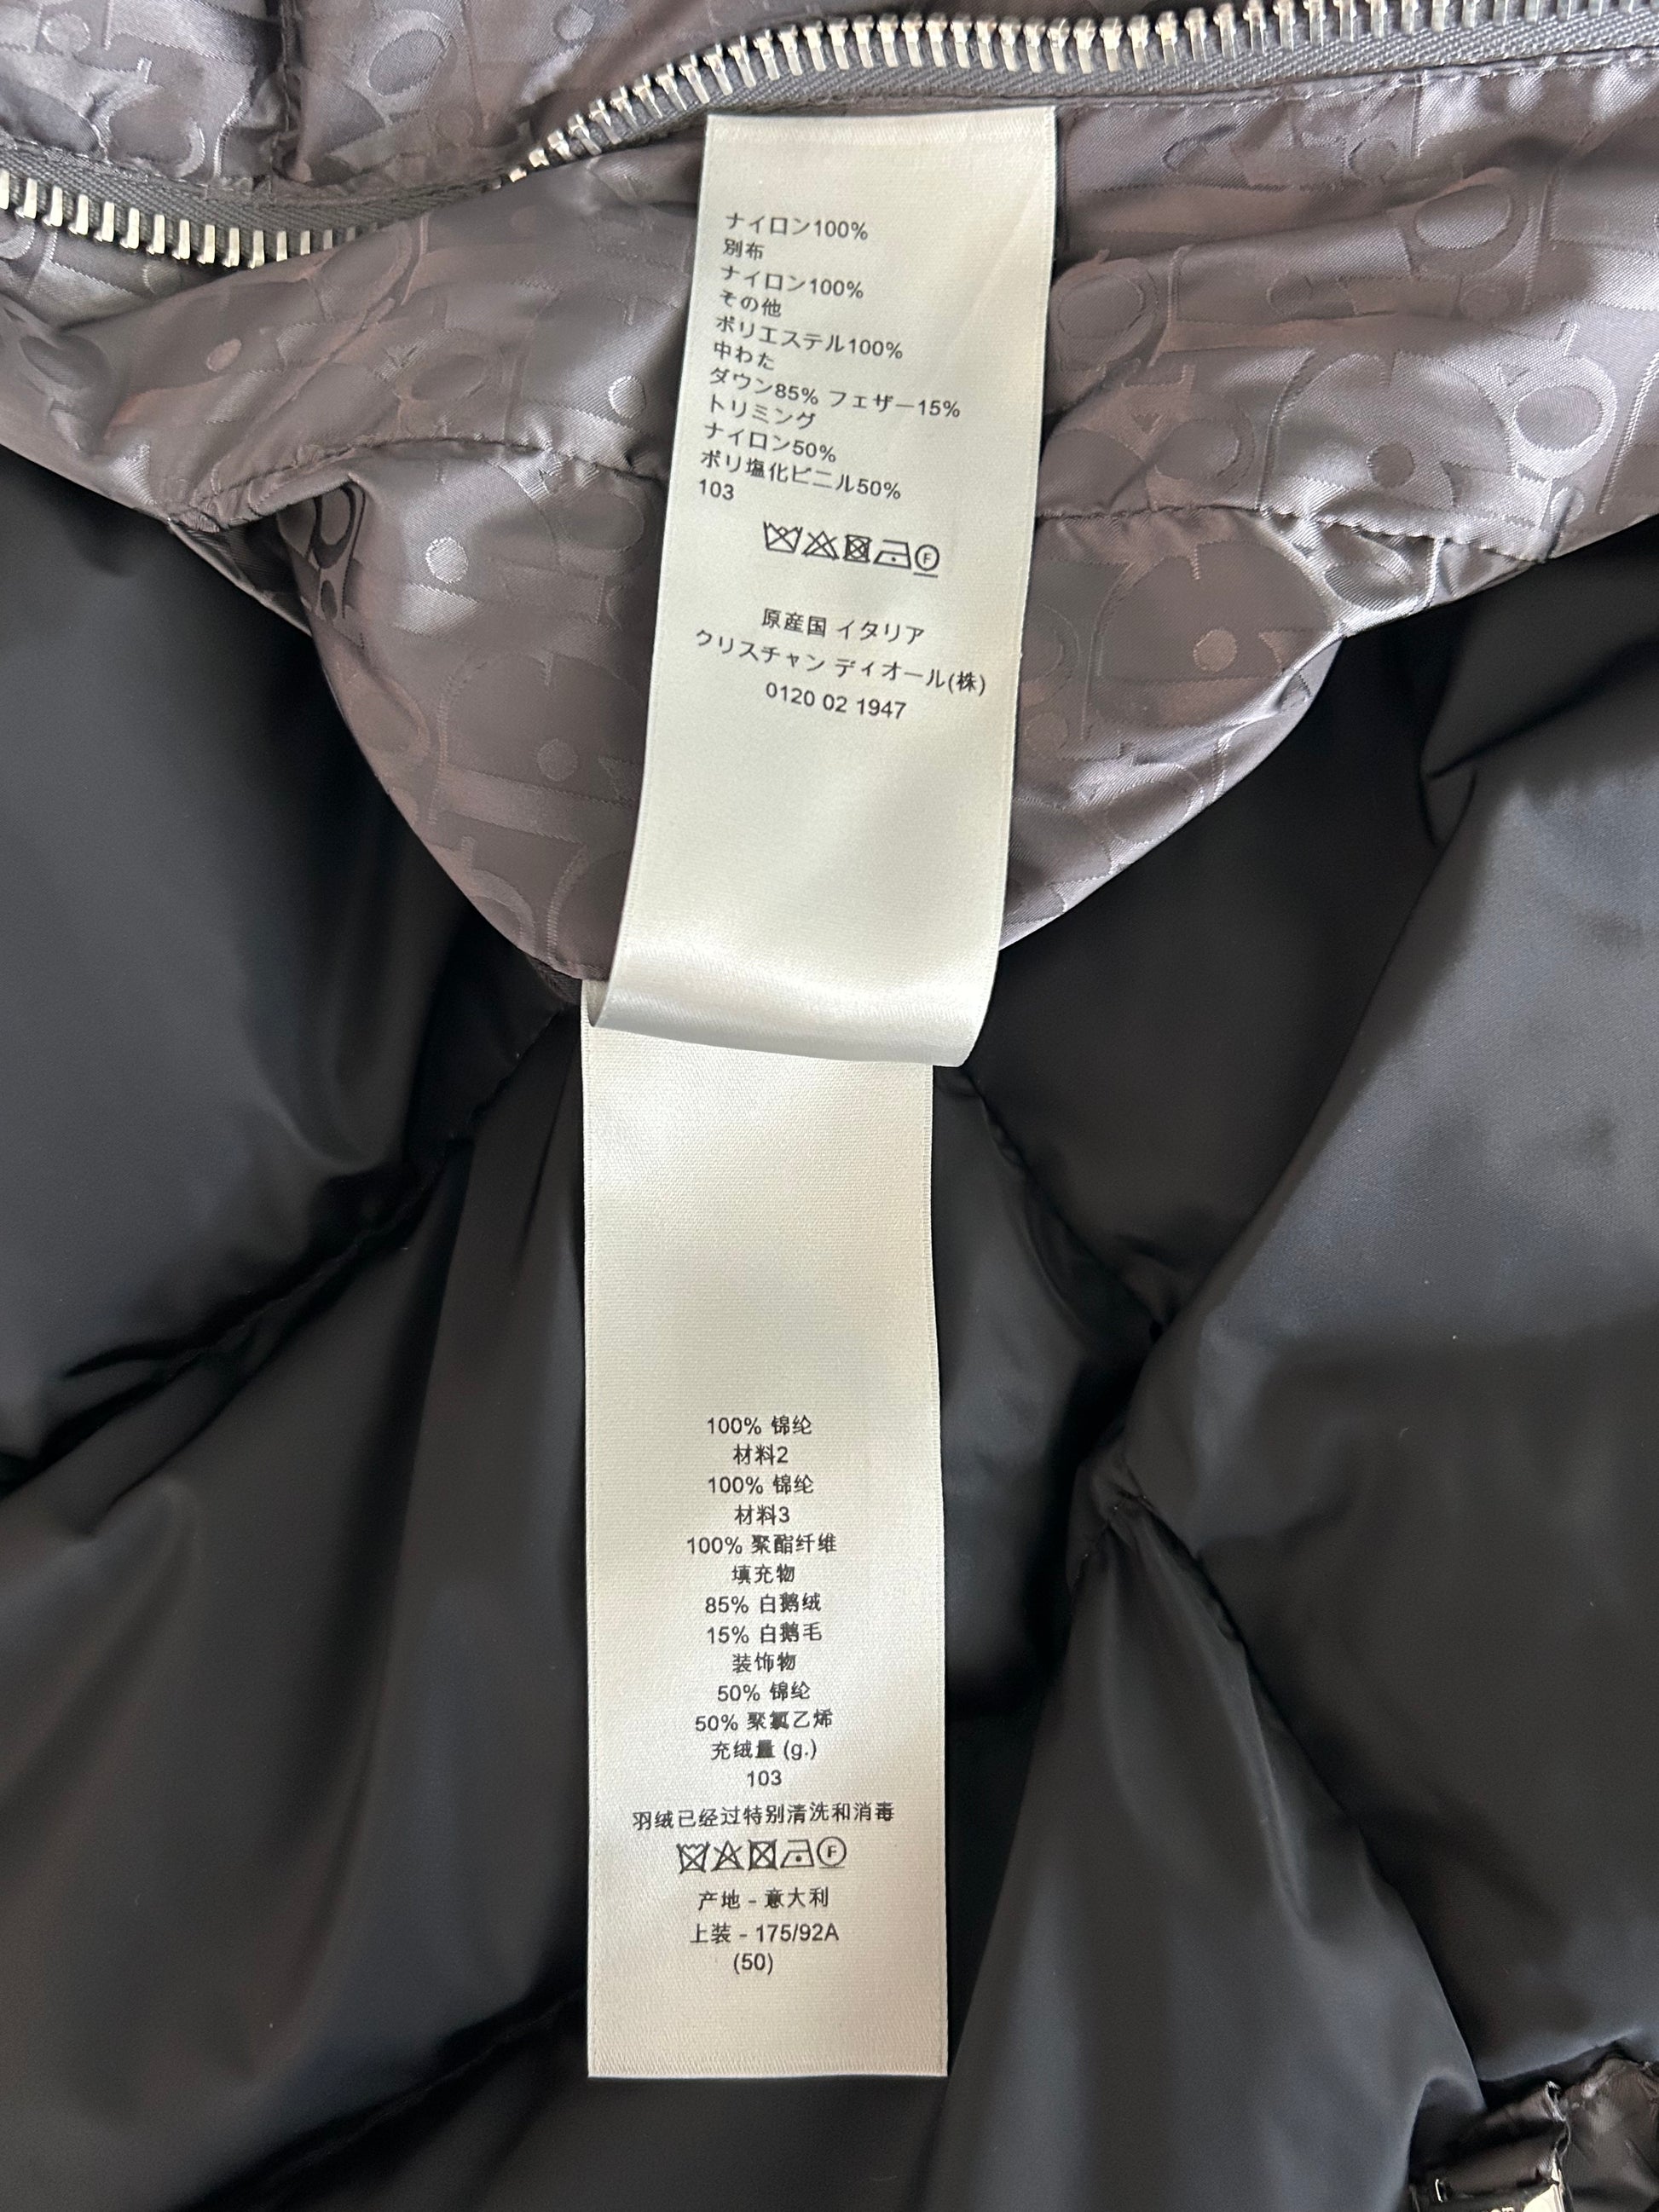 ナイロン100%
別布
ナイロン100%
その他
ポリエステル100%
中わた
ダウン85% フェザー15%
トリミング
ナイロン50%
ポリ塩化ビニル50%
103
F
原産国 イタリア
クリスチャン ディオール(株)
0120 02 1947
100% 锦纶
材料2
100% 锦纶
材料3
100% 聚酯纤维
填充物
85% 白鹅绒
15% 白鹅毛
装饰物
50% 锦纶
50% 聚氯乙烯
充绒量 (g.)
103
羽绒已经过特别清洗和消毒
F
产地 - 意大利
上装 - 175/92A
(50)